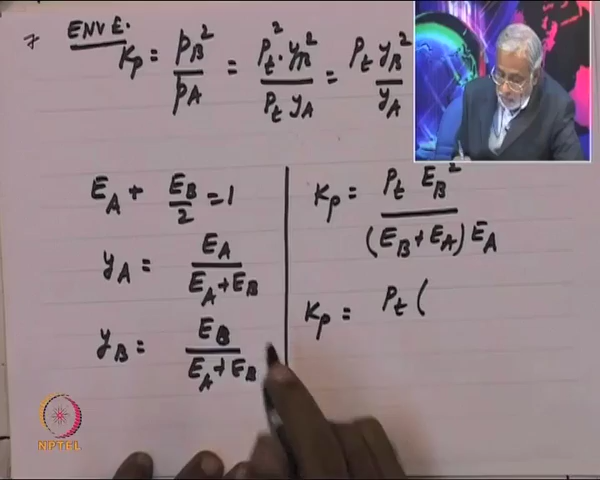 7 ENVE.
Kp = pB² / pA = Pt²·yB² / Pt yA = Pt yB² / yA
EA + EB/2 = 1
yA = EA / EA+EB
yB = EB / EA+EB
Kp = Pt EB² / (EB+EA) EA
Kp = Pt (
NPTEL